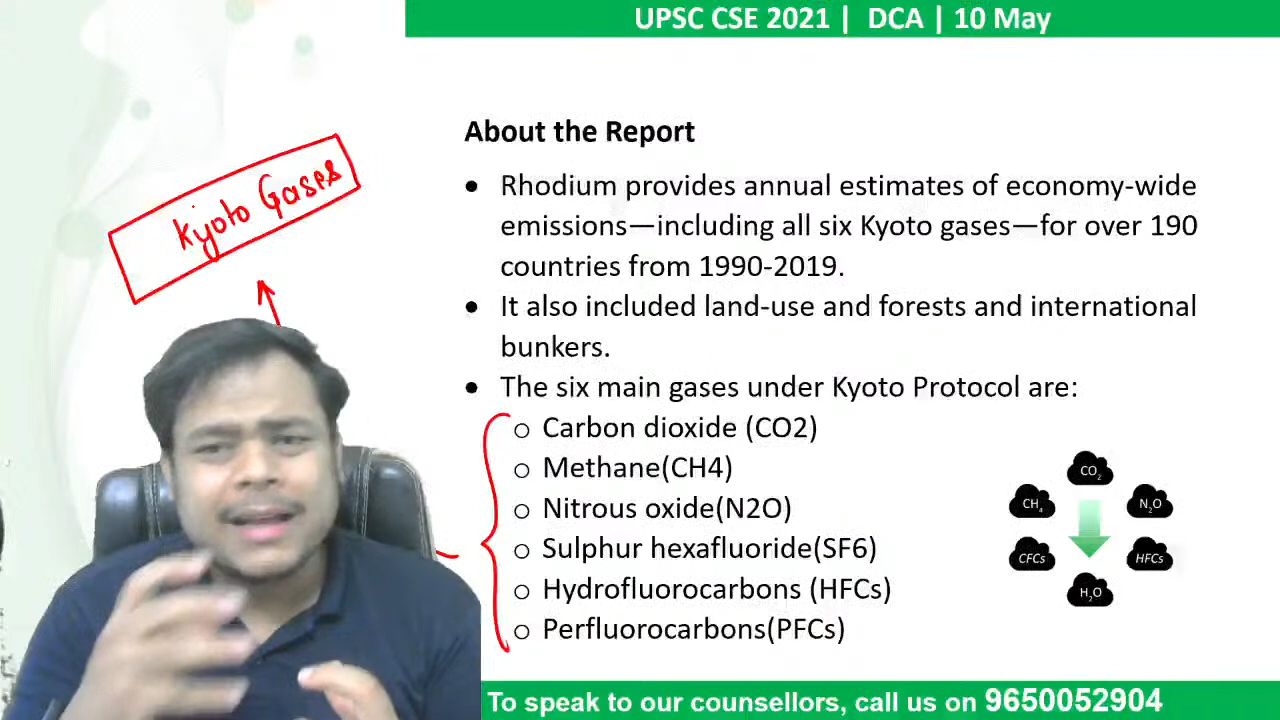 UPSC CSE 2021 | DCA | 10 May
Kyoto Gases
About the Report
• Rhodium provides annual estimates of economy-wide
emissions—including all six Kyoto gases—for over 190
countries from 1990-2019.
• It also included land-use and forests and international
bunkers.
• The six main gases under Kyoto Protocol are:
o Carbon dioxide (CO2)
o Methane(CH4)
o Nitrous oxide(N2O)
o Sulphur hexafluoride(SF6)
o Hydrofluorocarbons (HFCs)
o Perfluorocarbons(PFCs)
CO₂
CH₄
N₂O
CFCs
HFCs
H₂O
To speak to our counsellors, call us on 9650052904